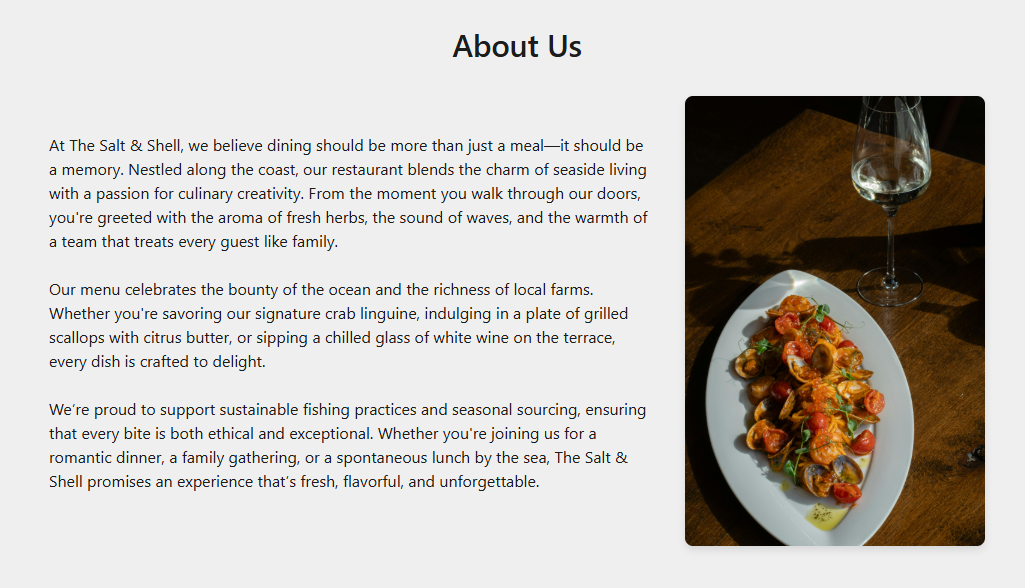 About Us
At The Salt & Shell, we believe dining should be more than just a meal—it should be
a memory. Nestled along the coast, our restaurant blends the charm of seaside living
with a passion for culinary creativity. From the moment you walk through our doors,
you're greeted with the aroma of fresh herbs, the sound of waves, and the warmth of
a team that treats every guest like family.
Our menu celebrates the bounty of the ocean and the richness of local farms.
Whether you're savoring our signature crab linguine, indulging in a plate of grilled
scallops with citrus butter, or sipping a chilled glass of white wine on the terrace,
every dish is crafted to delight.
We’re proud to support sustainable fishing practices and seasonal sourcing, ensuring
that every bite is both ethical and exceptional. Whether you're joining us for a
romantic dinner, a family gathering, or a spontaneous lunch by the sea, The Salt &
Shell promises an experience that’s fresh, flavorful, and unforgettable.